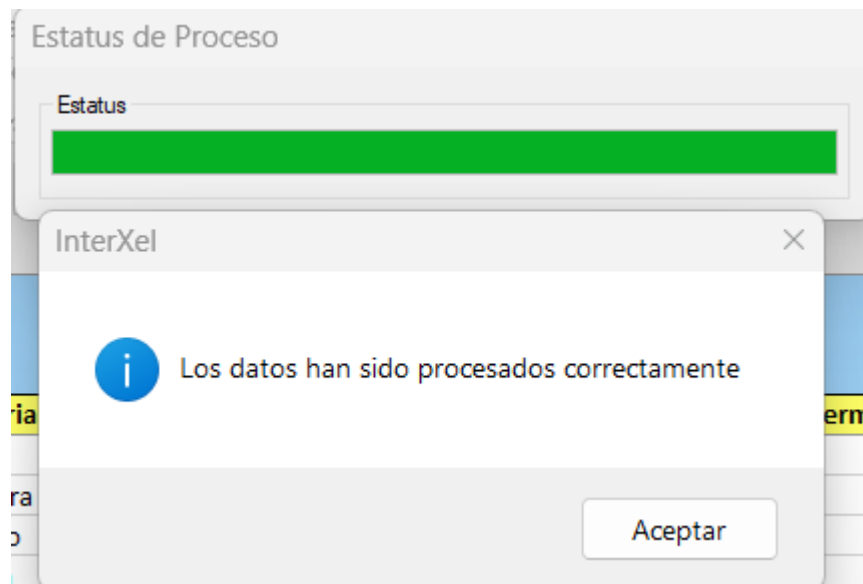 Estatus de Proceso
Estatus
InterXel
Los datos han sido procesados correctamente
Aceptar